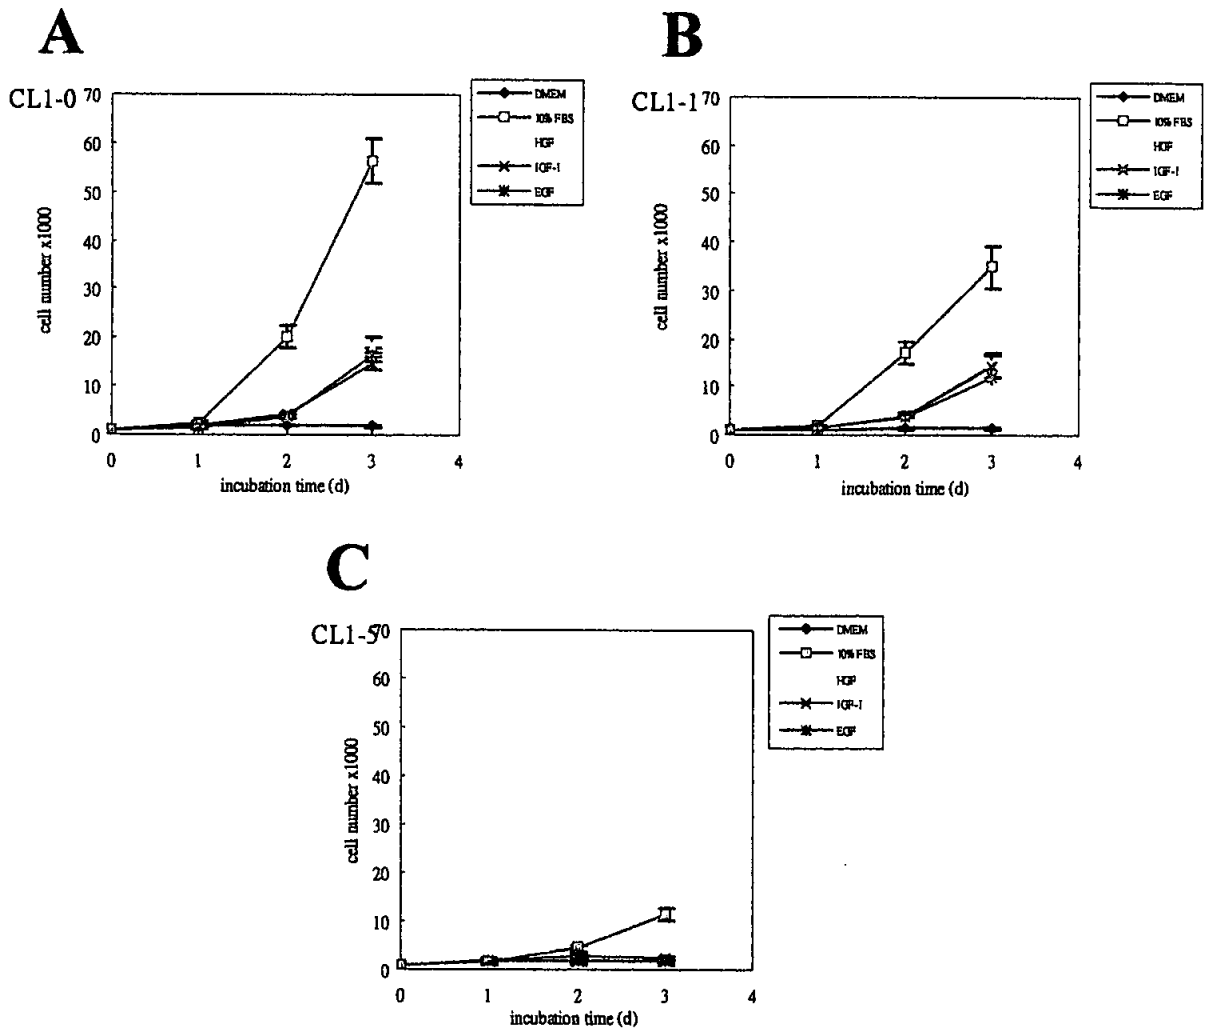 A
CL1-0
70
60
50
40
30
20
10
0
0 1 2 3 4
cell number x1000
incubation time (d)
DMEM
10% FBS
HGF
IGF-I
EGF
B
CL1-1
70
60
50
40
30
20
10
0
0 1 2 3 4
cell number x1000
incubation time (d)
DMEM
10% FBS
HGF
IGF-I
EGF
C
CL1-5
70
60
50
40
30
20
10
0
0 1 2 3 4
cell number x1000
incubation time (d)
DMEM
10% FBS
HGF
IGF-I
EGF